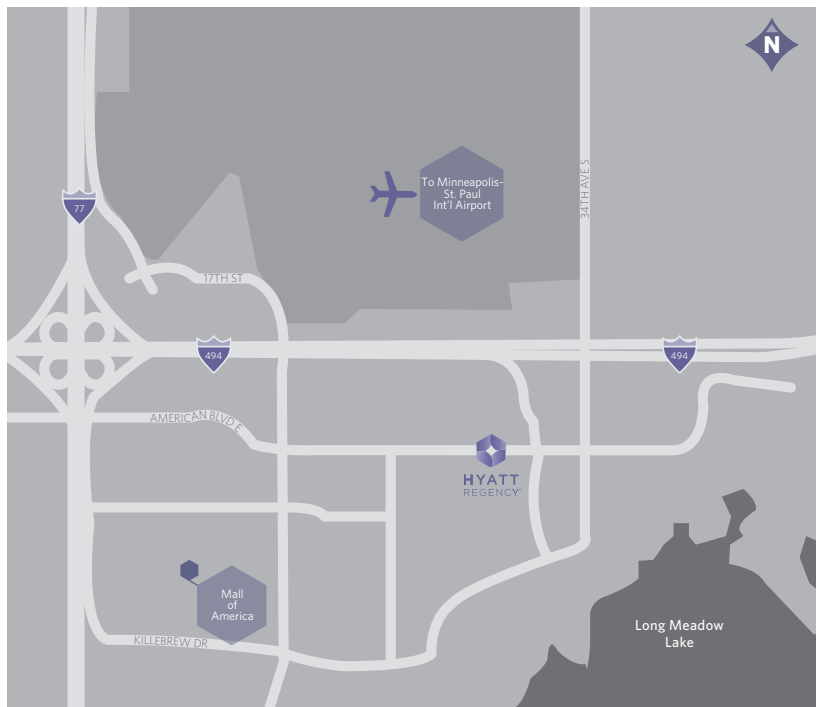 N
To Minneapolis-
St. Paul
Int'l Airport
34TH AVE S
77
17TH ST
494
494
AMERICAN BLVD E
HYATT
REGENCY
Mall
of
America
Long Meadow
Lake
KILLEBREW DR